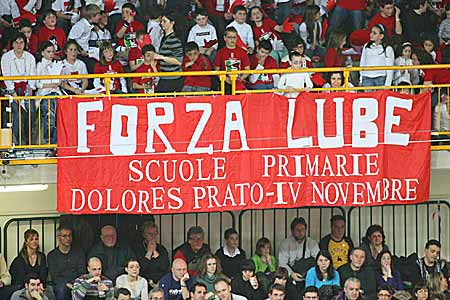 FORZA LUBE
SCUOLE PRIMARIE
DOLORES PRATO-IV NOVEMBRE